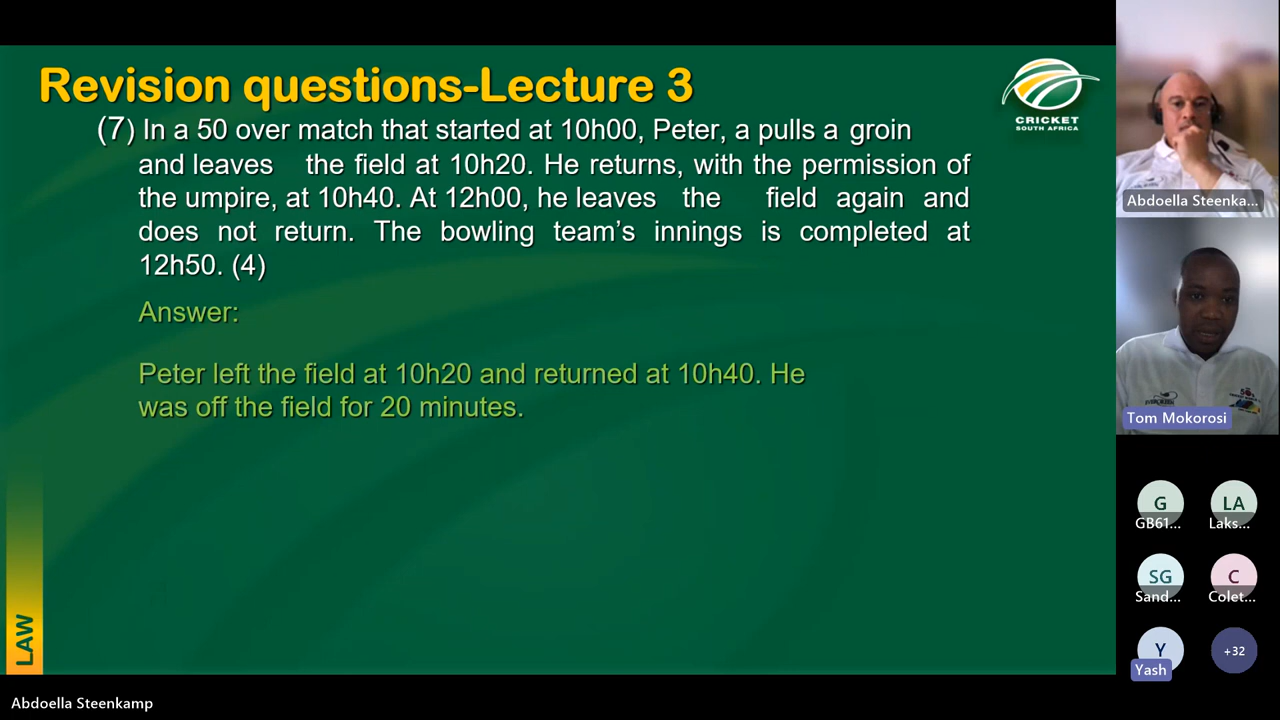 Revision questions-Lecture 3
(7) In a 50 over match that started at 10h00, Peter, a pulls a groin
and leaves the field at 10h20. He returns, with the permission of
the umpire, at 10h40. At 12h00, he leaves the field again and
does not return. The bowling team’s innings is completed at
12h50. (4)
Answer:
Peter left the field at 10h20 and returned at 10h40. He
was off the field for 20 minutes.
LAW
CRICKET
SOUTH AFRICA
Abdoella Steenka...
Tom Mokorosi
G
GB61...
LA
Laks...
SG
Sand...
C
Colet...
Y
Yash
+32
Abdoella Steenkamp